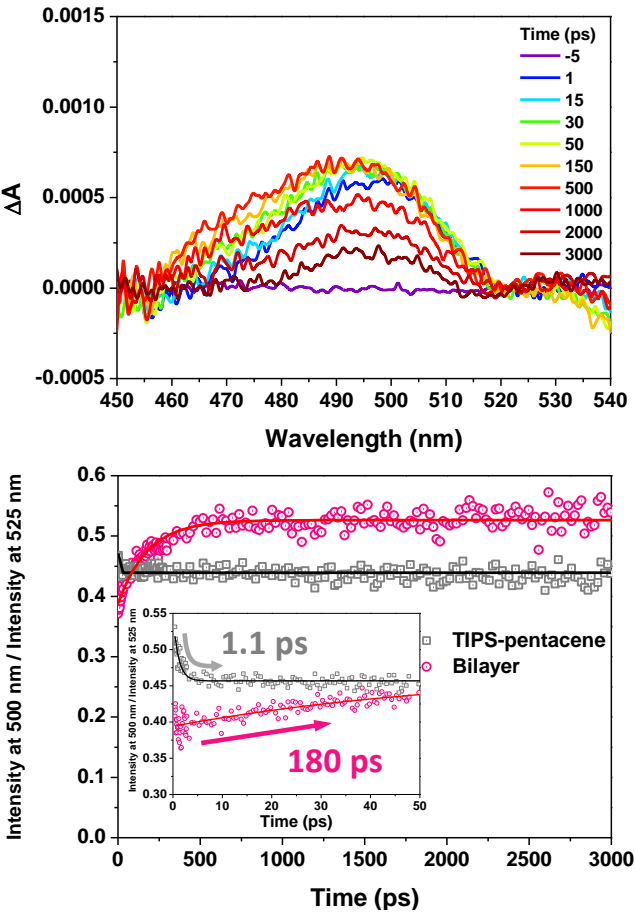 0.0015
0.0010
0.0005
0.0000
-0.0005
ΔA
Time (ps)
-5
1
15
30
50
150
500
1000
2000
3000
450 460 470 480 490 500 510 520 530 540
Wavelength (nm)
0.6
0.5
0.4
0.3
0.2
0.1
0.0
Intensity at 500 nm / Intensity at 525 nm
0.55
0.50
0.45
0.40
0.35
0.30
Intensity at 500 nm / Intensity at 525 nm
1.1 ps
180 ps
0 10 20 30 40 50
Time (ps)
TIPS-pentacene
Bilayer
0 500 1000 1500 2000 2500 3000
Time (ps)